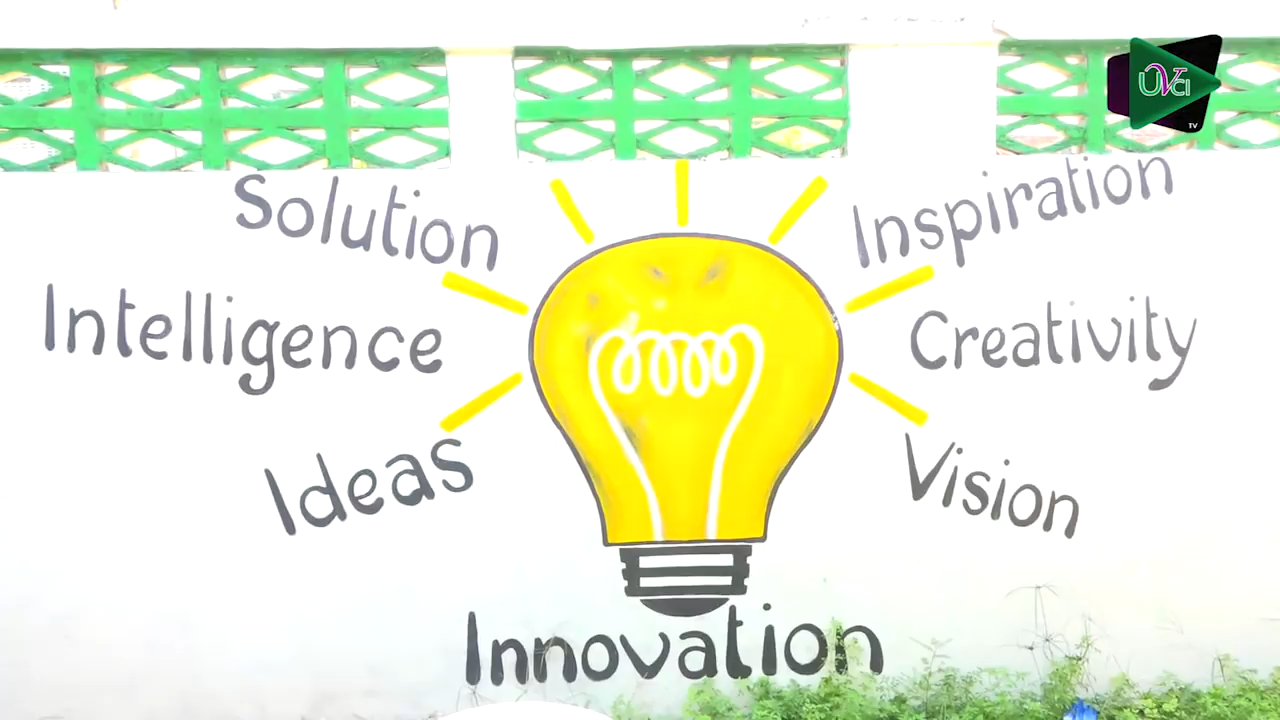 UVCI
TV
Solution
Inspiration
Intelligence
Creativity
Ideas
Vision
Innovation